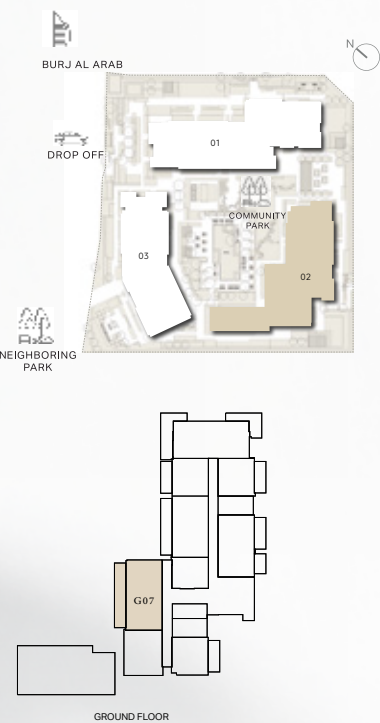 N
BURJ AL ARAB
DROP OFF
01
COMMUNITY
PARK
03
02
NEIGHBORING
PARK
G07
GROUND FLOOR